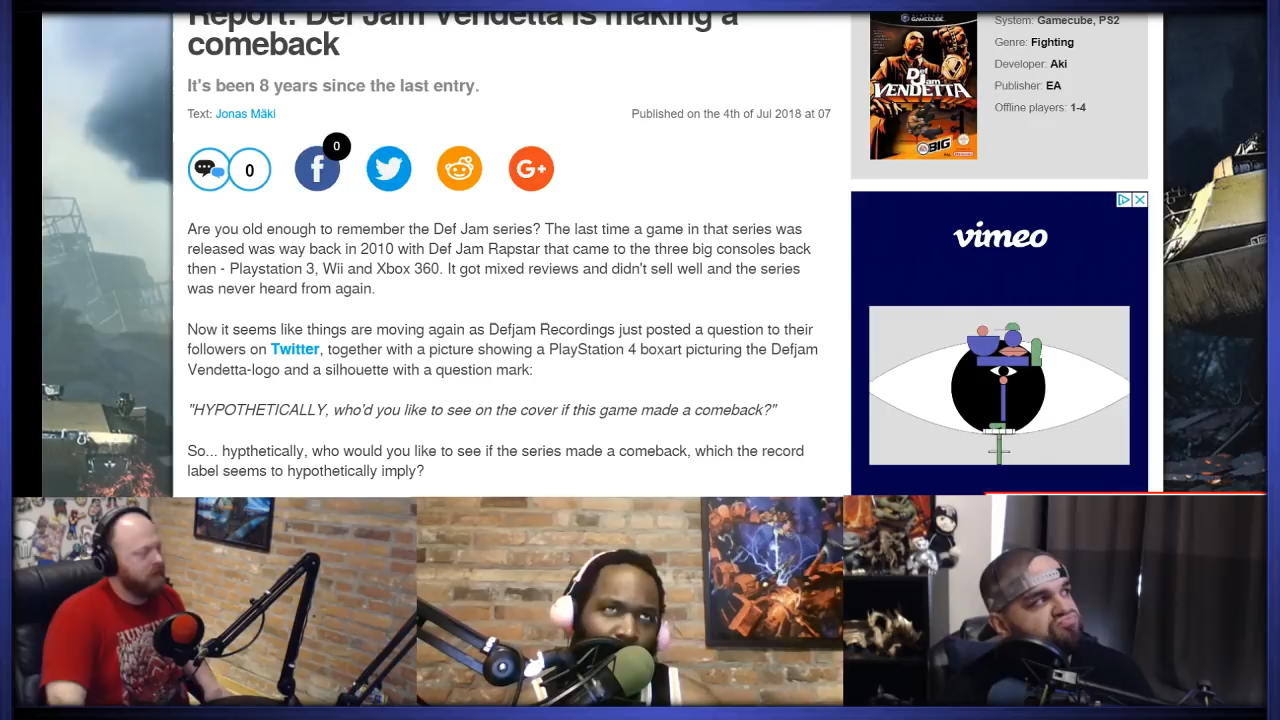 Report: Def Jam Vendetta is making a
comeback
It's been 8 years since the last entry.
Text: Jonas Mäki
Published on the 4th of Jul 2018 at 07
0
0
G+
Are you old enough to remember the Def Jam series? The last time a game in that series was
released was way back in 2010 with Def Jam Rapstar that came to the three big consoles back
then - Playstation 3, Wii and Xbox 360. It got mixed reviews and didn't sell well and the series
was never heard from again.
Now it seems like things are moving again as Defjam Recordings just posted a question to their
followers on Twitter, together with a picture showing a PlayStation 4 boxart picturing the Defjam
Vendetta-logo and a silhouette with a question mark:
"HYPOTHETICALLY, who'd you like to see on the cover if this game made a comeback?"
So... hypthetically, who would you like to see if the series made a comeback, which the record
label seems to hypothetically imply?
GAMECUBE
Def Jam
VENDETTA
EA
BIG
System: Gamecube, PS2
Genre: Fighting
Developer: Aki
Publisher: EA
Offline players: 1-4
vimeo